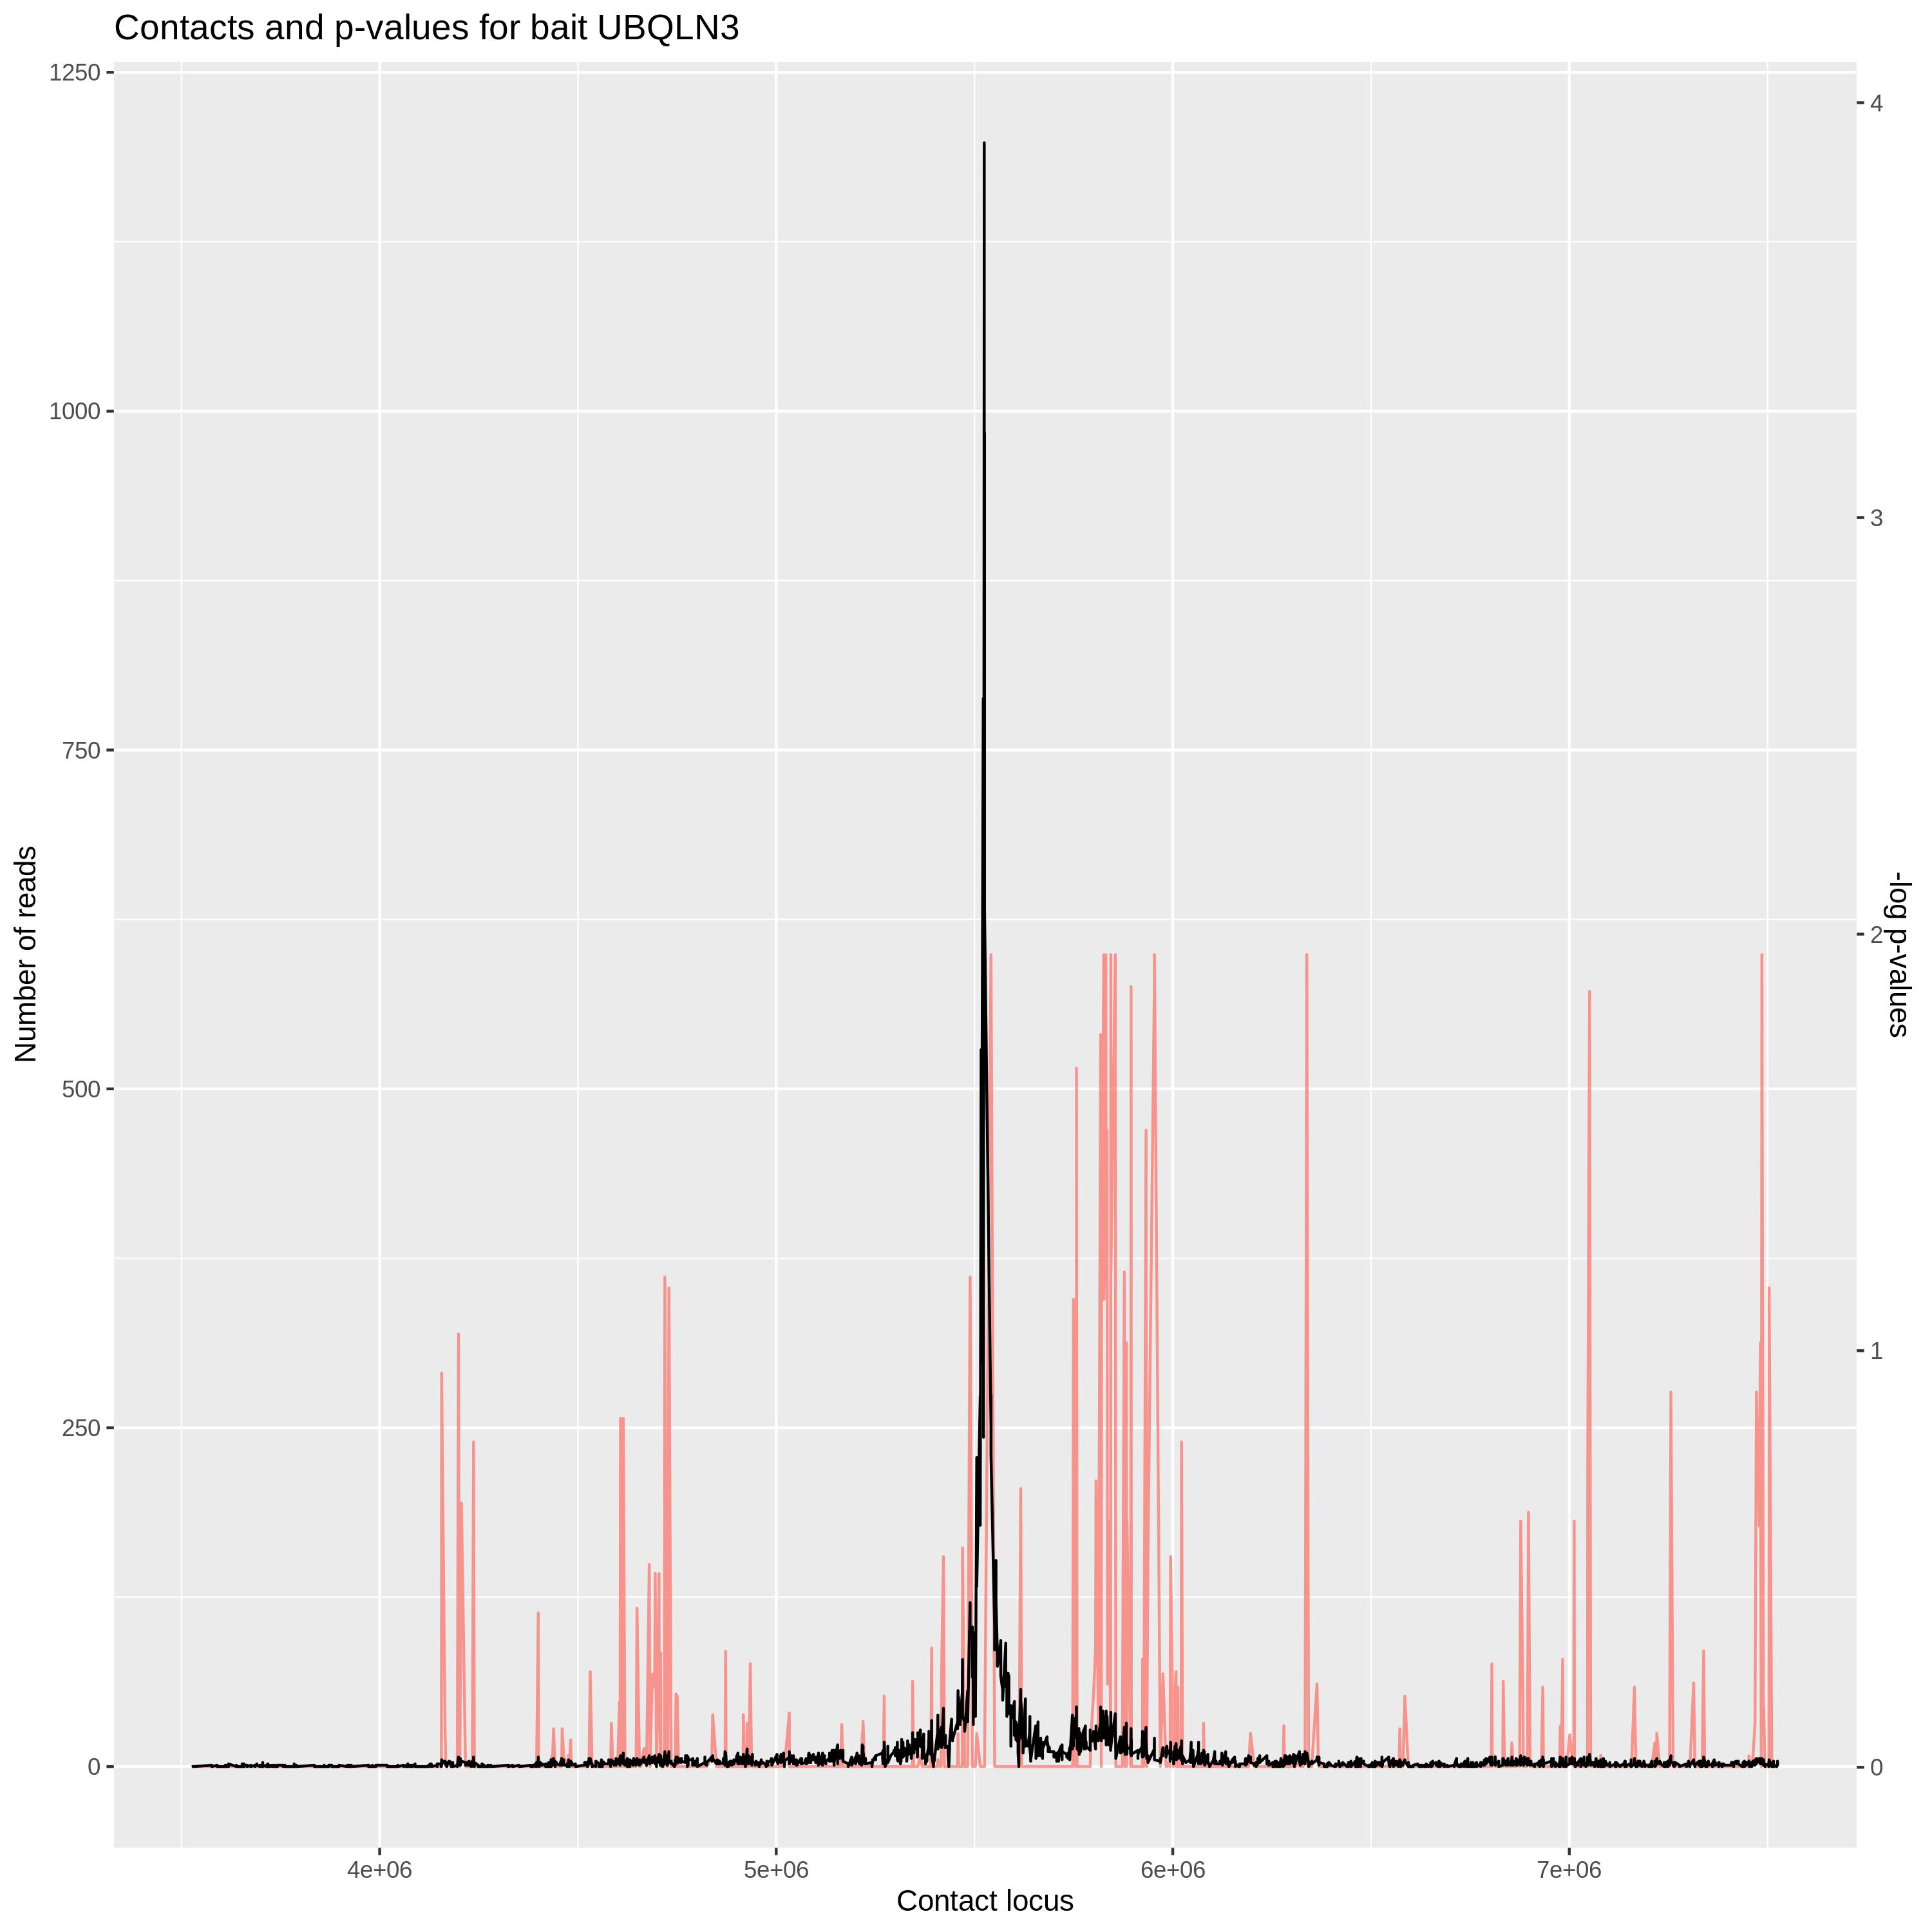 Contacts and p-values for bait UBQLN3
1250
1000
750
500
250
0
Number of reads
4
3
2
1
0
-log p-values
4e+06
5e+06
6e+06
7e+06
Contact locus